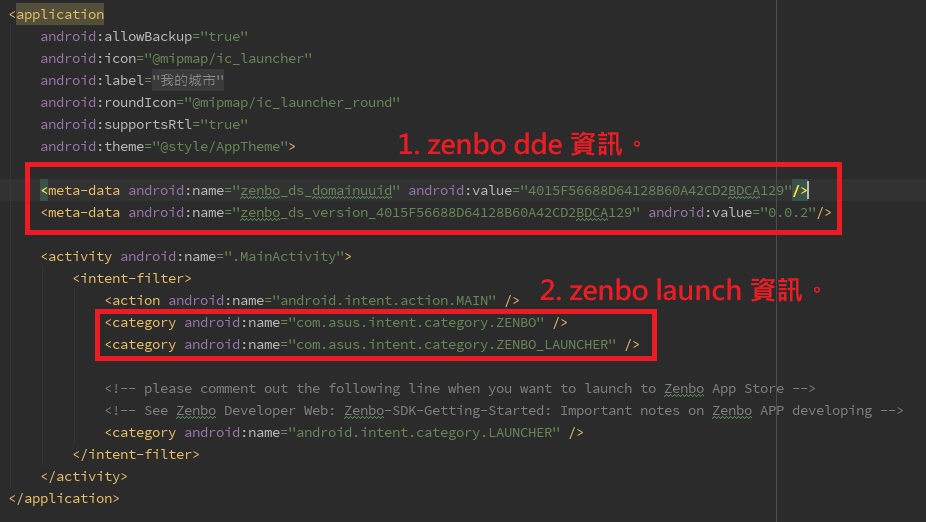 <application
android:allowBackup="true"
android:icon="@mipmap/ic_launcher"
android:label="我的城市"
android:roundIcon="@mipmap/ic_launcher_round"
android:supportsRtl="true"
android:theme="@style/AppTheme">
1. zenbo dde 資訊。
<meta-data android:name="zenbo_ds_domainuuid" android:value="4015F56688D64128B60A42CD2BDCA129"/>
<meta-data android:name="zenbo_ds_version_4015F56688D64128B60A42CD2BDCA129" android:value="0.0.2"/>
<activity android:name=".MainActivity">
<intent-filter>
2. zenbo launch 資訊。
<action android:name="android.intent.action.MAIN" />
<category android:name="com.asus.intent.category.ZENBO" />
<category android:name="com.asus.intent.category.ZENBO_LAUNCHER" />
<!-- please comment out the following line when you want to launch to Zenbo App Store -->
<!-- See Zenbo Developer Web: Zenbo-SDK-Getting-Started: Important notes on Zenbo APP developing -->
<category android:name="android.intent.category.LAUNCHER" />
</intent-filter>
</activity>
</application>